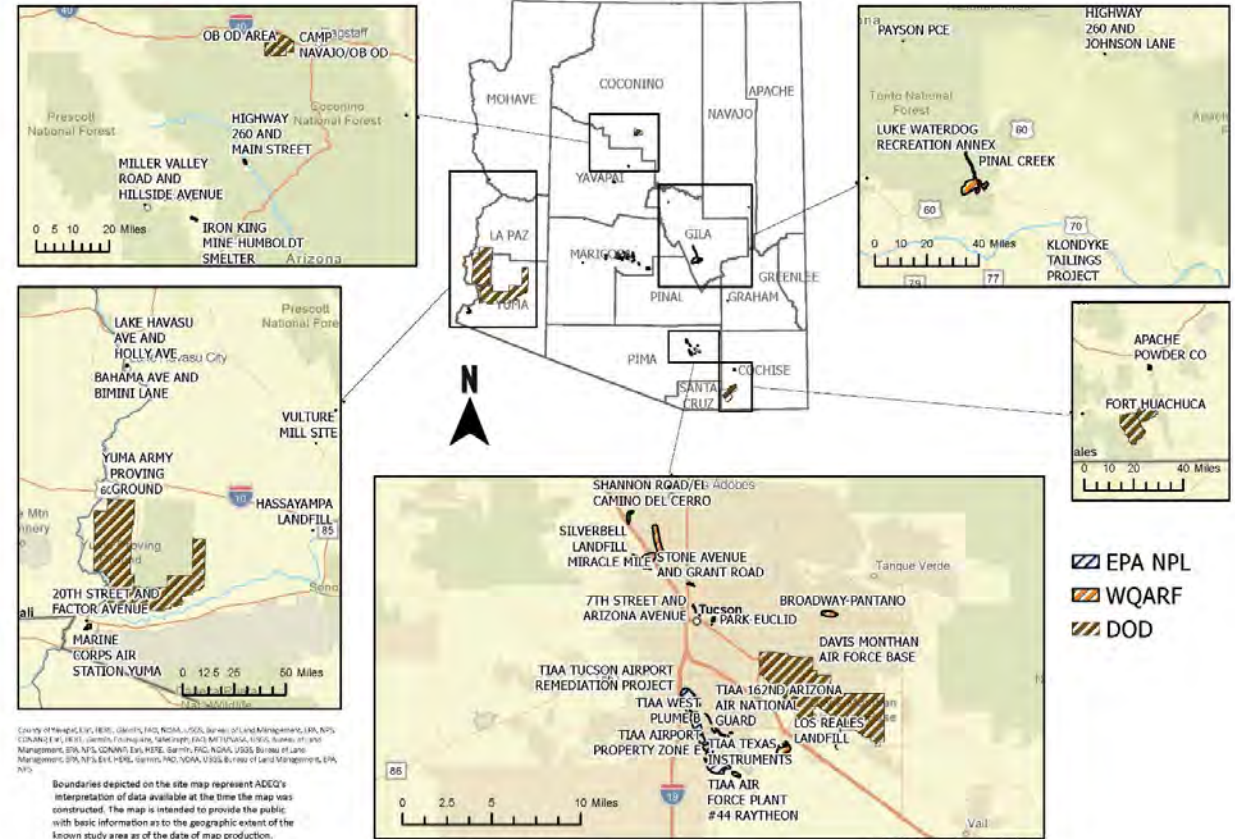 40
40
OB OD AREA
CAMP
NAVAJO/OB OD
Prescott
National Forest
Coconino
National Forest
HIGHWAY
260 AND
MAIN STREET
MILLER VALLEY
ROAD AND
HILLSIDE AVENUE
IRON KING
MINE-HUMBOLDT
SMELTER
Arizona
0 5 10 20 Miles
MOHAVE
COCONINO
NAVAJO
APACHE
YAVAPAI
LA PAZ
MARICOPA
GILA
GREENLEE
YUMA
PINAL
GRAHAM
PIMA
COCHISE
SANTA
CRUZ
N
PAYSON PCE
HIGHWAY
260 AND
JOHNSON LANE
Tonto National
Forest
LUKE WATERDOG
RECREATION ANNEX
PINAL CREEK
60
60
70
KLONDYKE
TAILINGS
PROJECT
0 10 20 40 Miles
79
77
LAKE HAVASU
AVE AND
HOLLY AVE
BAHAMA AVE AND
BIMINI LANE
Prescott
VULTURE
MILL SITE
YUMA ARMY
PROVING
GROUND
10
HASSAYAMPA
LANDFILL
85
20TH STREET AND
FACTOR AVENUE
MARINE
CORPS AIR
STATION YUMA
0 12.5 25 50 Miles
APACHE
POWDER CO
FORT HUACHUCA
ales
0 10 20 40 Miles
SHANNON ROAD/EL
CAMINO DEL CERRO
SILVERBELL
LANDFILL
MIRACLE MILE
STONE AVENUE
AND GRANT ROAD
Tanque Verde
7TH STREET AND
ARIZONA AVENUE
Tucson
PARK-EUCLID
BROADWAY-PANTANO
DAVIS MONTHAN
AIR FORCE BASE
TIAA TUCSON AIRPORT
REMEDIATION PROJECT
TIAA WEST
PLUME B
TIAA 162ND ARIZONA
AIR NATIONAL
GUARD
LOS REALES
LANDFILL
TIAA AIRPORT
PROPERTY ZONE E
TIAA TEXAS
INSTRUMENTS
TIAA AIR
FORCE PLANT
#44 RAYTHEON
86
19
0 2.5 5 10 Miles
Vail
EPA NPL
WQARF
DOD
Boundaries depicted on the site map represent ADEQ's
interpretation of data available at the time the map was
constructed. The map is intended to provide the public
with basic information as to the geographic extent of the
known study area as of the date of map production.